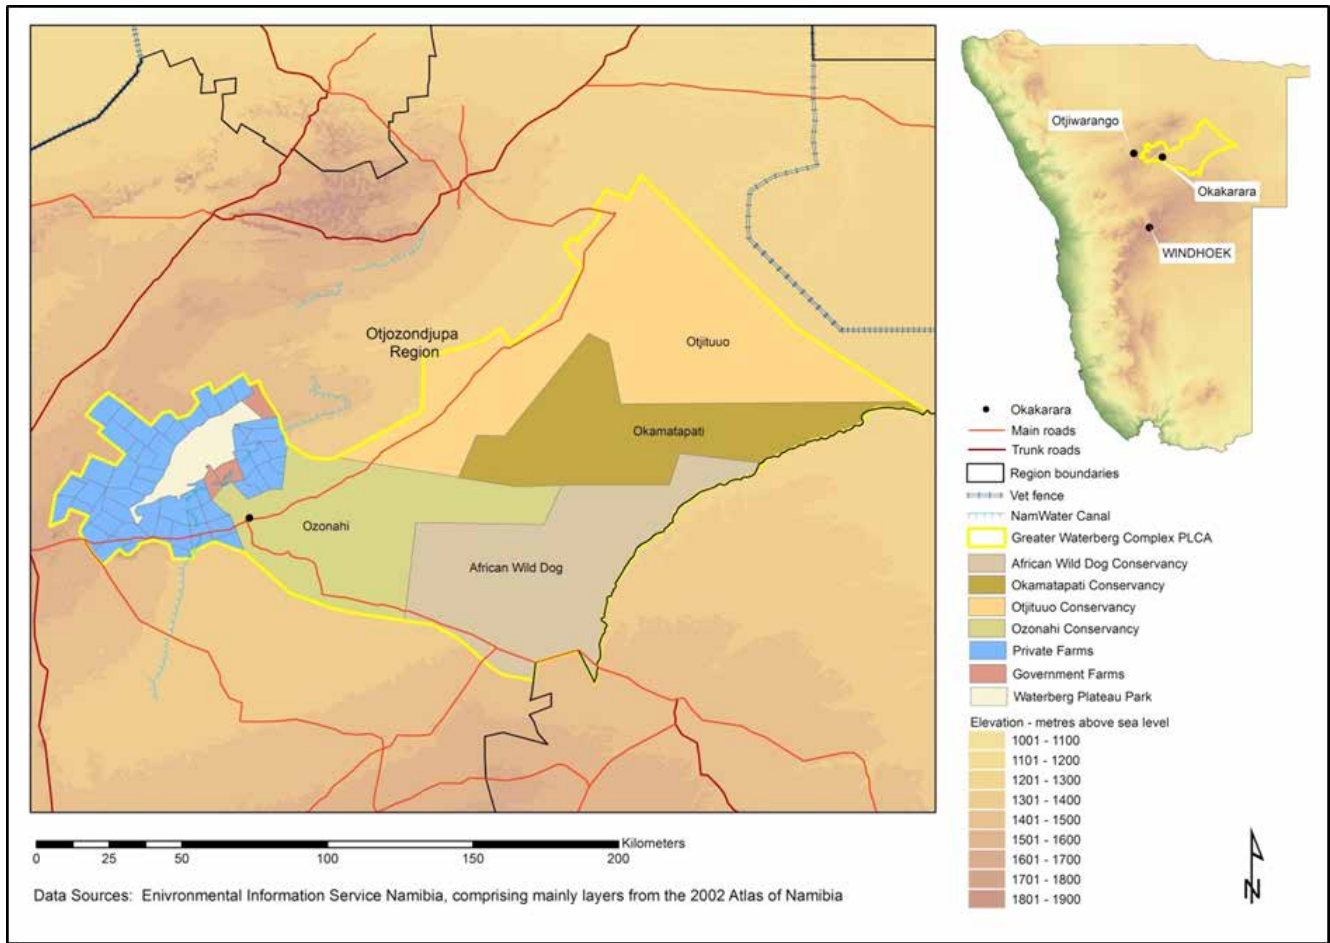 Otjozondjupa
Region
Otjituuo
Okamatapati
Ozonahi
African Wild Dog
Otjiwarango
Okakarara
WINDHOEK
Okakarara
Main roads
Trunk roads
Region boundaries
Vet fence
NamWater Canal
Greater Waterberg Complex PLCA
African Wild Dog Conservancy
Okamatapati Conservancy
Otjituuo Conservancy
Ozonahi Conservancy
Private Farms
Government Farms
Waterberg Plateau Park
Elevation - metres above sea level
1001 - 1100
1101 - 1200
1201 - 1300
1301 - 1400
1401 - 1500
1501 - 1600
1601 - 1700
1701 - 1800
1801 - 1900
N
Kilometers
0 25 50 100 150 200
Data Sources: Enivronmental Information Service Namibia, comprising mainly layers from the 2002 Atlas of Namibia